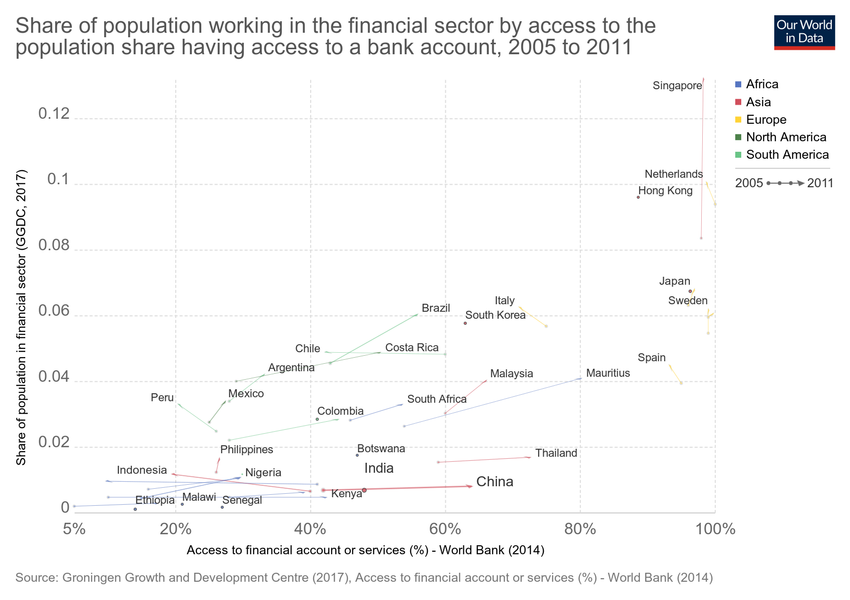 Share of population working in the financial sector by access to the
population share having access to a bank account, 2005 to 2011
Our World
in Data
Singapore
Africa
Asia
Europe
North America
South America
2005
2011
0.12
0.1
0.08
0.06
0.04
0.02
0
Share of population in financial sector (GGDC, 2017)
Netherlands
Hong Kong
Japan
Sweden
Italy
South Korea
Brazil
Chile
Costa Rica
Spain
Argentina
Malaysia
Mauritius
Peru
Mexico
South Africa
Colombia
Philippines
Botswana
Thailand
Indonesia
Nigeria
India
China
Ethiopia
Malawi
Senegal
Kenya
5%
20%
40%
60%
80%
100%
Access to financial account or services (%) - World Bank (2014)
Source: Groningen Growth and Development Centre (2017), Access to financial account or services (%) - World Bank (2014)